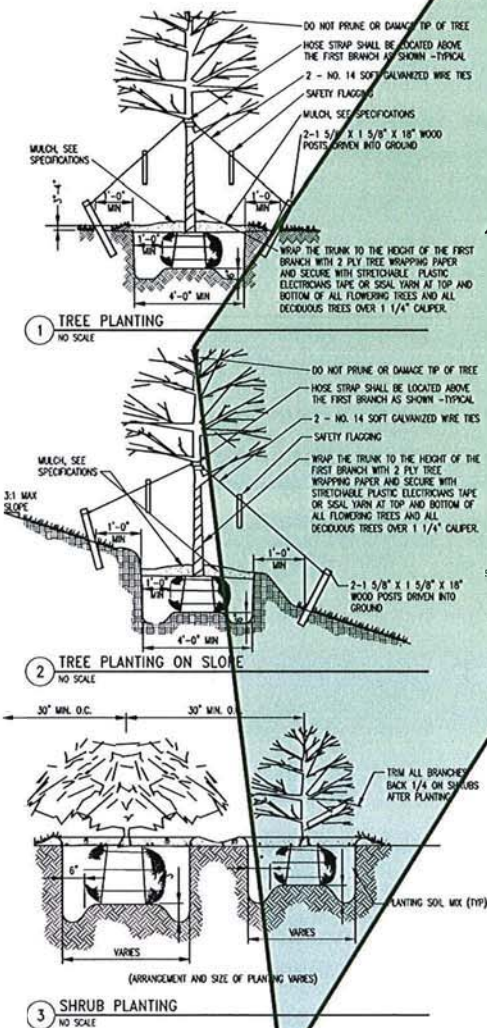 DO NOT PRUNE OR DAMAGE TIP OF TREE
HOSE STRAP SHALL BE LOCATED ABOVE
THE FIRST BRANCH AS SHOWN -TYPICAL
2 - NO. 14 SOFT GALVANIZED WIRE TIES
SAFETY FLAGGING
MULCH, SEE SPECIFICATIONS
2-1 5/8" X 1 5/8" X 18" WOOD
POSTS DRIVEN INTO GROUND
MULCH, SEE
SPECIFICATIONS
1'-0"
MIN
1'-0"
MIN
1'-0"
MIN
4'-0" MIN
WRAP THE TRUNK TO THE HEIGHT OF THE FIRST
BRANCH WITH 2 PLY TREE WRAPPING PAPER
AND SECURE WITH STRETCHABLE PLASTIC
ELECTRICIANS TAPE OR SISAL YARN AT TOP AND
BOTTOM OF ALL FLOWERING TREES AND ALL
DECIDUOUS TREES OVER 1 1/4" CALIPER.
1 TREE PLANTING
NO SCALE
DO NOT PRUNE OR DAMAGE TIP OF TREE
HOSE STRAP SHALL BE LOCATED ABOVE
THE FIRST BRANCH AS SHOWN -TYPICAL
2 - NO. 14 SOFT GALVANIZED WIRE TIES
SAFETY FLAGGING
WRAP THE TRUNK TO THE HEIGHT OF THE
FIRST BRANCH WITH 2 PLY TREE
WRAPPING PAPER AND SECURE WITH
STRETCHABLE PLASTIC ELECTRICIANS TAPE
OR SISAL YARN AT TOP AND BOTTOM OF
ALL FLOWERING TREES AND ALL
DECIDUOUS TREES OVER 1 1/4" CALIPER.
MULCH, SEE
SPECIFICATIONS
3:1 MAX
SLOPE
1'-0"
MIN
1'-0"
MIN
1'-0"
MIN
4'-0" MIN
2-1 5/8" X 1 5/8" X 18"
WOOD POSTS DRIVEN INTO
GROUND
2 TREE PLANTING ON SLOPE
NO SCALE
30" MIN. O.C.
30" MIN.
TRIM ALL BRANCHES
BACK 1/4 ON SHRUBS
AFTER PLANTING
6"
PLANTING SOIL MIX (TYP)
VARIES
VARIES
(ARRANGEMENT AND SIZE OF PLANTING VARIES)
3 SHRUB PLANTING
NO SCALE